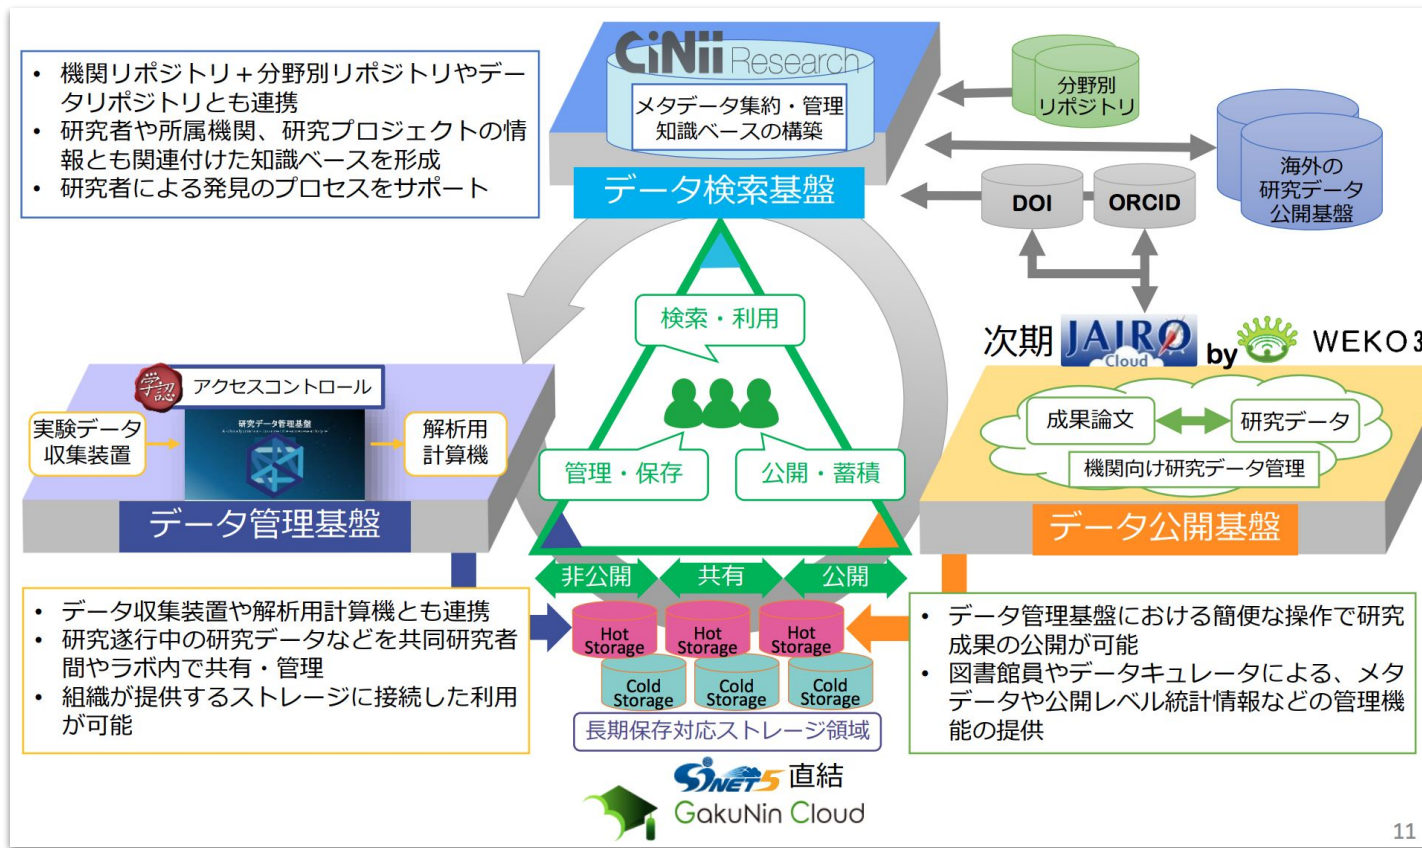 CiNii Research
メタデータ集約・管理
知識ベースの構築
データ検索基盤
• 機関リポジトリ+分野別リポジトリやデー
タリポジトリとも連携
• 研究者や所属機関、研究プロジェクトの情
報とも関連付けた知識ベースを形成
• 研究者による発見のプロセスをサポート
分野別
リポジトリ
海外の
研究データ
公開基盤
DOI
ORCID
検索・利用
管理・保存
公開・蓄積
次期 JAIRO Cloud by WEKO3
成果論文
研究データ
機関向け研究データ管理
データ公開基盤
学認
アクセスコントロール
実験データ
収集装置
研究データ管理基盤
解析用
計算機
データ管理基盤
非公開
共有
公開
Hot
Storage
Hot
Storage
Hot
Storage
Cold
Storage
Cold
Storage
Cold
Storage
長期保存対応ストレージ領域
• データ収集装置や解析用計算機とも連携
• 研究遂行中の研究データなどを共同研究者
間やラボ内で共有・管理
• 組織が提供するストレージに接続した利用
が可能
• データ管理基盤における簡便な操作で研究
成果の公開が可能
• 図書館員やデータキュレータによる、メタ
データや公開レベル統計情報などの管理機
能の提供
SINET5 直結
GakuNin Cloud
11